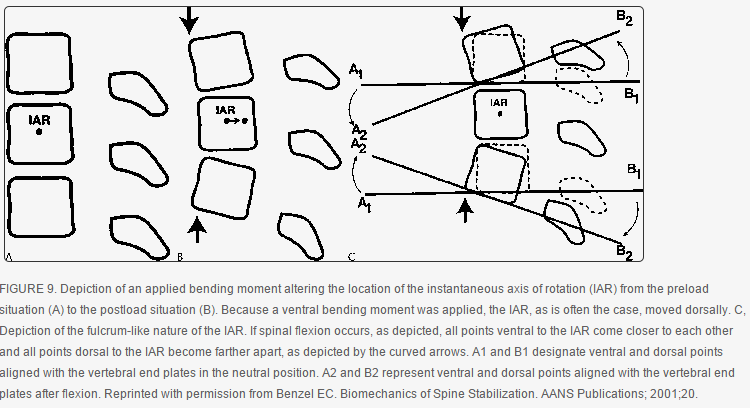 IAR
A
IAR
B
C
A1
A2
A2
A1
IAR
B2
B1
B1
B2
FIGURE 9. Depiction of an applied bending moment altering the location of the instantaneous axis of rotation (IAR) from the preload
situation (A) to the postload situation (B). Because a ventral bending moment was applied, the IAR, as is often the case, moved dorsally. C,
Depiction of the fulcrum-like nature of the IAR. If spinal flexion occurs, as depicted, all points ventral to the IAR come closer to each other
and all points dorsal to the IAR become farther apart, as depicted by the curved arrows. A1 and B1 designate ventral and dorsal points
aligned with the vertebral end plates in the neutral position. A2 and B2 represent ventral and dorsal points aligned with the vertebral end
plates after flexion. Reprinted with permission from Benzel EC. Biomechanics of Spine Stabilization. AANS Publications; 2001;20.